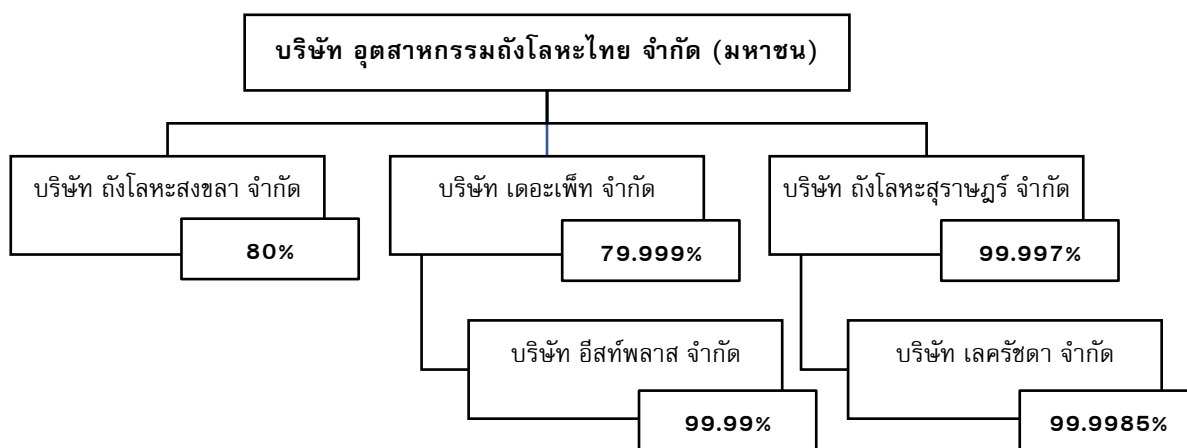 บริษัท อุตสาหกรรมถังโลหะไทย จำกัด (มหาชน)
บริษัท ถังโลหะสงขลา จำกัด
80%
บริษัท เดอะเพ็ท จำกัด
79.999%
บริษัท ถังโลหะสุราษฎร์ จำกัด
99.997%
บริษัท อีสท์พลาส จำกัด
99.99%
บริษัท เลครัชดา จำกัด
99.9985%